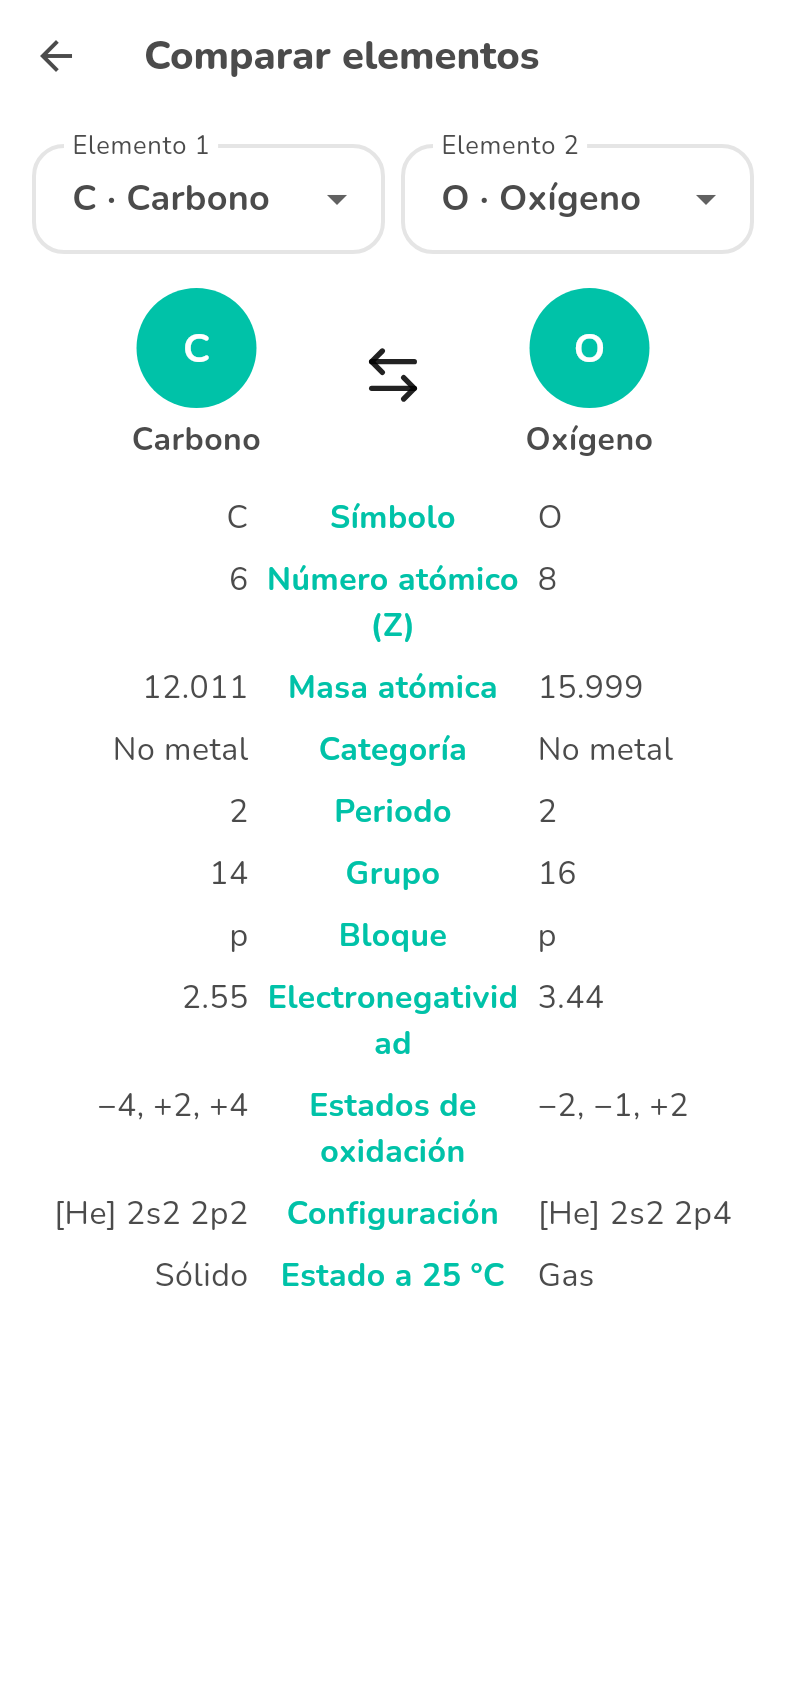 Comparar elementos
Elemento 1
Elemento 2
C · Carbono
O · Oxígeno
C
O
Carbono
Oxígeno
C Símbolo O
6 Número atómico 8
(Z)
12.011 Masa atómica 15.999
No metal Categoría No metal
2 Periodo 2
14 Grupo 16
p Bloque p
2.55 Electronegativid 3.44
ad
−4, +2, +4 Estados de −2, −1, +2
oxidación
[He] 2s2 2p2 Configuración [He] 2s2 2p4
Sólido Estado a 25 °C Gas